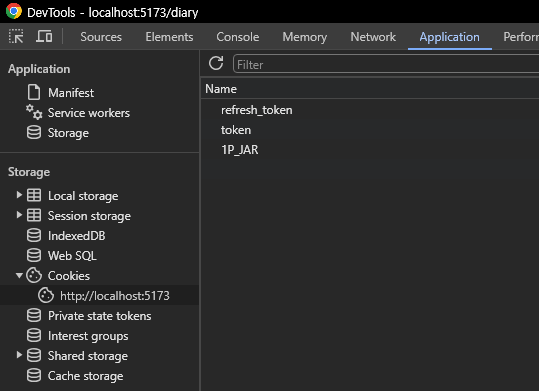 DevTools - localhost:5173/diary
Sources Elements Console Memory Network Application Perform
Application
Manifest
Service workers
Storage
Storage
Local storage
Session storage
IndexedDB
Web SQL
Cookies
http://localhost:5173
Private state tokens
Interest groups
Shared storage
Cache storage
Filter
Name
refresh_token
token
1P_JAR